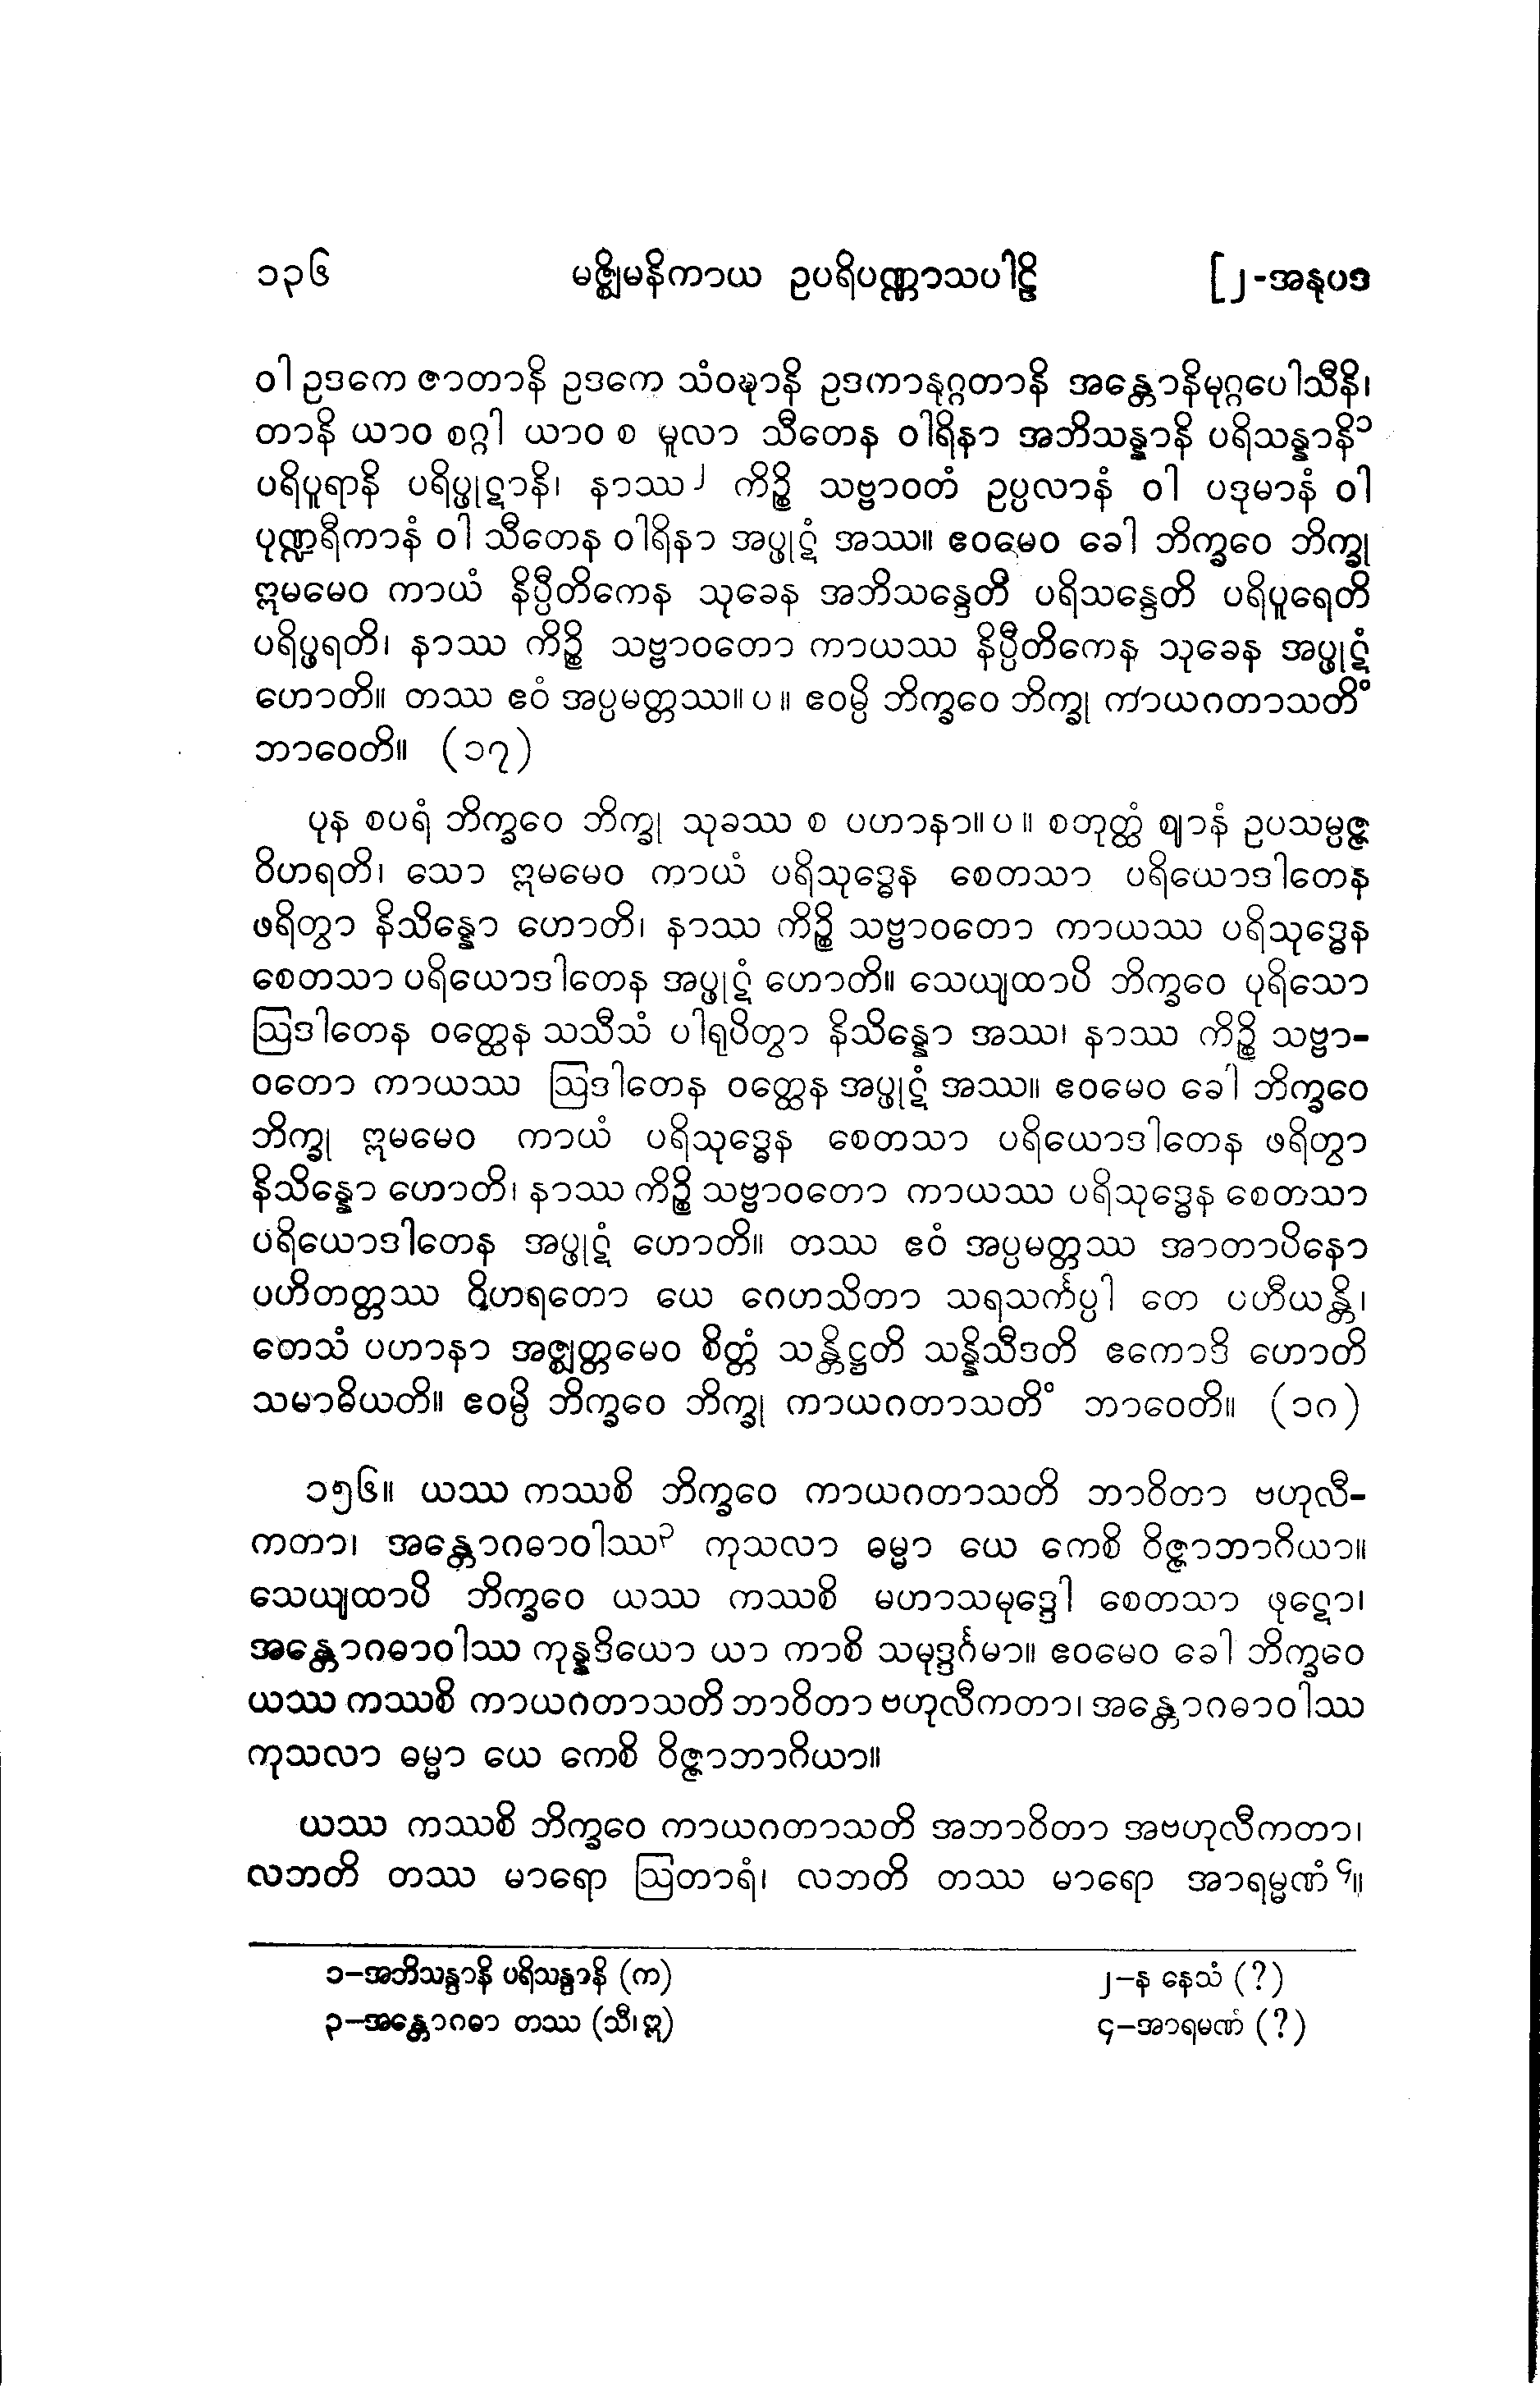 ၁၃၆ မဇ္ဈိမနိကာယ ဥပရိပဏ္ဏာသပါဠိ [၂-အနုပဒ
ဝါ ဥဒကေ ဇာတာနိ ဥဒကေ သံဝဍ္ဎာနိ ဥဒကာနုဂ္ဂတာနိ အန္တောနိမုဂ္ဂပေါသီနိ၊
တာနိ ယာဝ စဂ္ဂါ ယာဝ စ မူလာ သီတေန ဝါရိနာ အဘိသန္နာနိ ပရိသန္နာနိ၁
ပရိပူရာနိ ပရိပ္ဖုဋာနိ၊ နာဿ၂ ကိဉ္စိ သဗ္ဗာဝတံ ဥပ္ပလာနံ ဝါ ပဒုမာနံ ဝါ
ပုဏ္ဍရီကာနံ ဝါ သီတေန ဝါရိနာ အပ္ဖုဋံ အဿ။ ဧဝမေဝ ခေါ ဘိက္ခဝေ ဘိက္ခု
ဣမမေဝ ကာယံ နိပ္ပီတိကေန သုခေန အဘိသန္ဒေတိ ပရိသန္ဒေတိ ပရိပူရေတိ
ပရိပ္ဖရတိ၊ နာဿ ကိဉ္စိ သဗ္ဗာဝတော ကာယဿ နိပ္ပီတိကေန သုခေန အပ္ဖုဋံ
ဟောတိ။ တဿ ဧဝံ အပ္ပမတ္တဿ။ ပ ။ ဧဝမ္ပိ ဘိက္ခဝေ ဘိက္ခု ကာယဂတာသတိံ
ဘာဝေတိ။ (၁၇)
ပုန စပရံ ဘိက္ခဝေ ဘိက္ခု သုခဿ စ ပဟာနာ။ ပ ။ စတုတ္ထံ ဈာနံ ဥပသမ္ပဇ္ဇ
ဝိဟရတိ၊ သော ဣမမေဝ ကာယံ ပရိသုဒ္ဓေန စေတသာ ပရိယောဒါတေန
ဖရိတွာ နိသိန္နော ဟောတိ၊ နာဿ ကိဉ္စိ သဗ္ဗာဝတော ကာယဿ ပရိသုဒ္ဓေန
စေတသာ ပရိယောဒါတေန အပ္ဖုဋံ ဟောတိ။ သေယျထာပိ ဘိက္ခဝေ ပုရိသော
ဩဒါတေန ဝတ္ထေန သသီသံ ပါရုပိတွာ နိသိန္နော အဿ၊ နာဿ ကိဉ္စိ သဗ္ဗာ-
ဝတော ကာယဿ ဩဒါတေန ဝတ္ထေန အပ္ဖုဋံ အဿ။ ဧဝမေဝ ခေါ ဘိက္ခဝေ
ဘိက္ခု ဣမမေဝ ကာယံ ပရိသုဒ္ဓေန စေတသာ ပရိယောဒါတေန ဖရိတွာ
နိသိန္နော ဟောတိ၊ နာဿ ကိဉ္စိ သဗ္ဗာဝတော ကာယဿ ပရိသုဒ္ဓေန စေတသာ
ပရိယောဒါတေန အပ္ဖုဋံ ဟောတိ။ တဿ ဧဝံ အပ္ပမတ္တဿ အာတာပိနော
ပဟိတတ္တဿ ဝိဟရတော ယေ ဂေဟသိတာ သရသင်္ကပ္ပါ တေ ပဟီယန္တိ၊
တေသံ ပဟာနာ အဇ္ဈတ္တမေဝ စိတ္တံ သန္တိဋ္ဌတိ သန္နိသီဒတိ ဧကောဒိ ဟောတိ
သမာဓိယတိ။ ဧဝမ္ပိ ဘိက္ခဝေ ဘိက္ခု ကာယဂတာသတိံ ဘာဝေတိ။ (၁၈)
၁၅၆။ ယဿ ကဿစိ ဘိက္ခဝေ ကာယဂတာသတိ ဘာဝိတာ ဗဟုလီ-
ကတာ၊ အန္တောဂဓာဝါဿ၃ ကုသလာ ဓမ္မာ ယေ ကေစိ ဝိဇ္ဇာဘာဂိယာ။
သေယျထာပိ ဘိက္ခဝေ ယဿ ကဿစိ မဟာသမုဒ္ဒေါ စေတသာ ဖုဋော၊
အန္တောဂဓာဝါဿ ကုန္နဒိယော ယာ ကာစိ သမုဒ္ဒင်္ဂမာ။ ဧဝမေဝ ခေါ ဘိက္ခဝေ
ယဿ ကဿစိ ကာယဂတာသတိ ဘာဝိတာ ဗဟုလီကတာ၊ အန္တောဂဓာဝါဿ
ကုသလာ ဓမ္မာ ယေ ကေစိ ဝိဇ္ဇာဘာဂိယာ။
ယဿ ကဿစိ ဘိက္ခဝေ ကာယဂတာသတိ အဘာဝိတာ အဗဟုလီကတာ၊
လဘတိ တဿ မာရော ဩတာရံ၊ လဘတိ တဿ မာရော အာရမ္မဏံ၄။
၁–အဘိသန္ဒာနိ ပရိသန္ဒာနိ (က) ၂–န နေသံ (?)
၃–အန္တောဂဓာ တဿ (သီ၊ ဣ) ၄–အာရမဏံ (?)